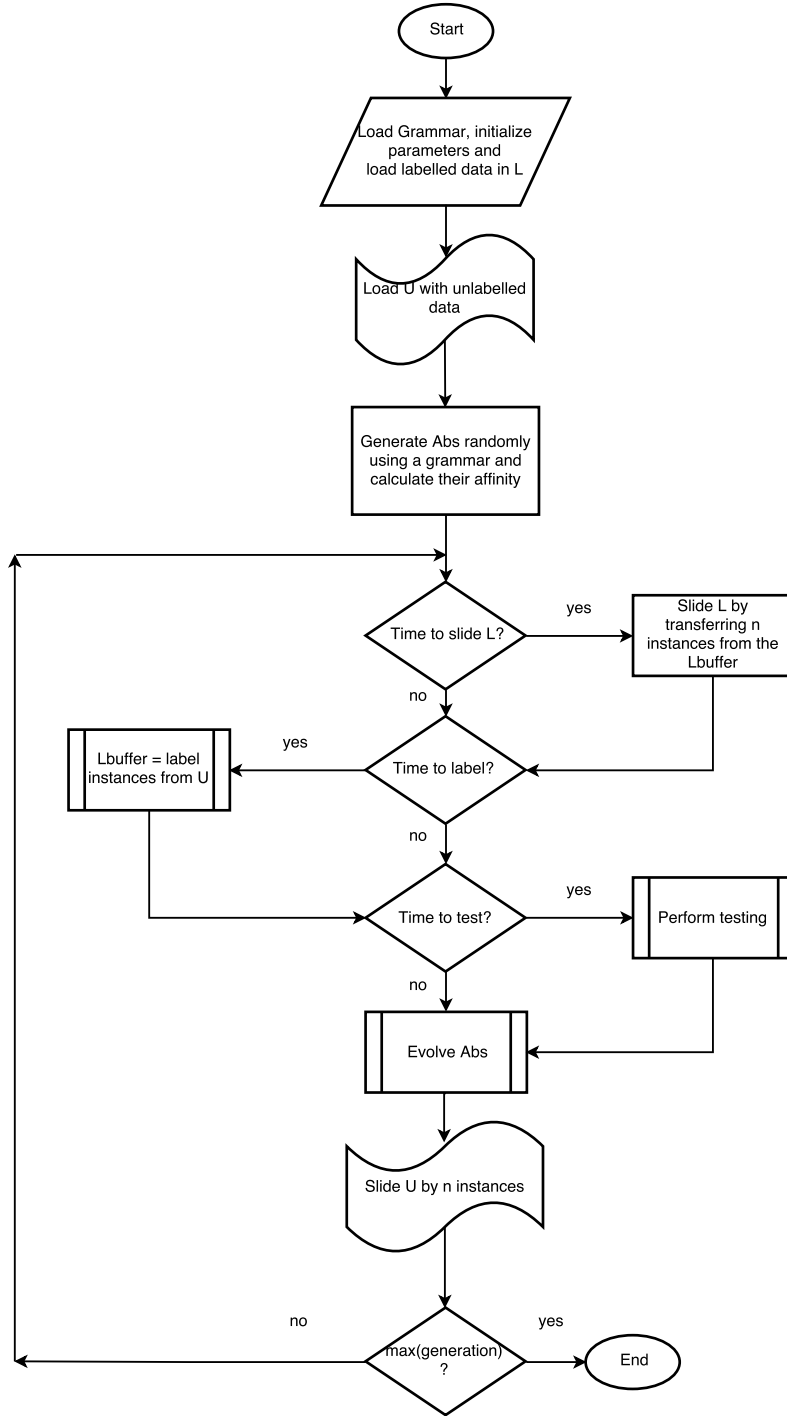 Start
Load Grammar, initialize
parameters and
load labelled data in L
Load U with unlabelled
data
Generate Abs randomly
using a grammar and
calculate their affinity
Time to slide L?
yes
Slide L by
transferring n
instances from the
Lbuffer
no
Time to label?
yes
Lbuffer = label
instances from U
no
Time to test?
yes
Perform testing
no
Evolve Abs
Slide U by n instances
max(generation)
?
no
yes
End